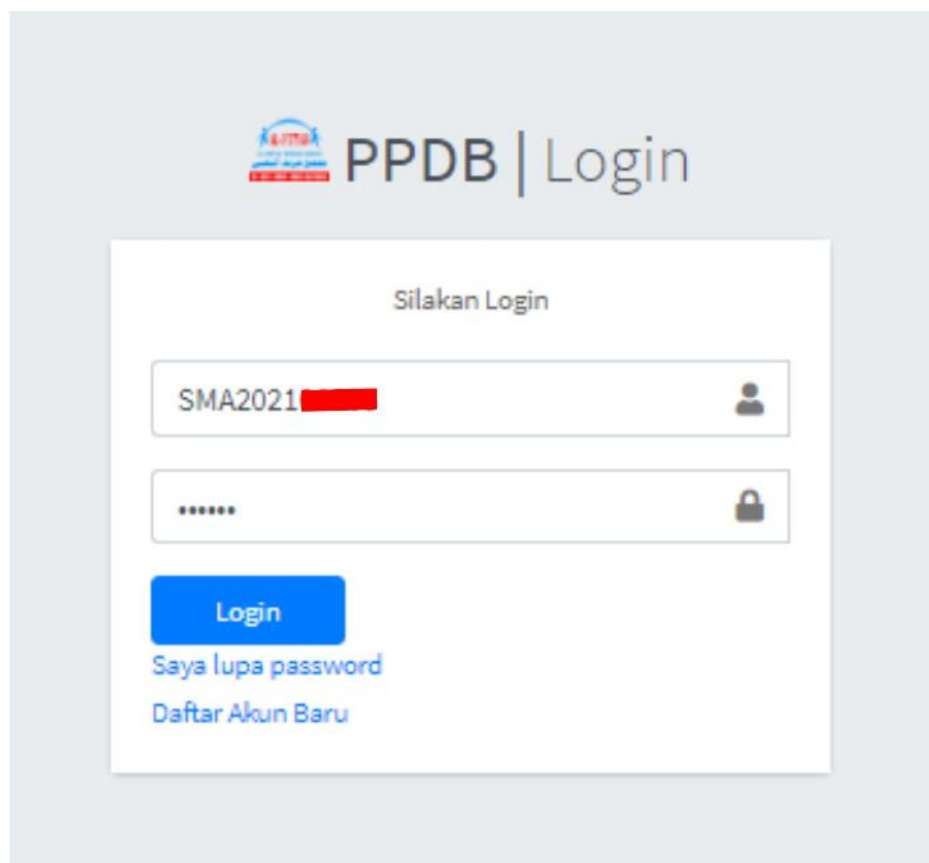 PPDB | Login
Silakan Login
SMA2021
••••••
Login
Saya lupa password
Daftar Akun Baru